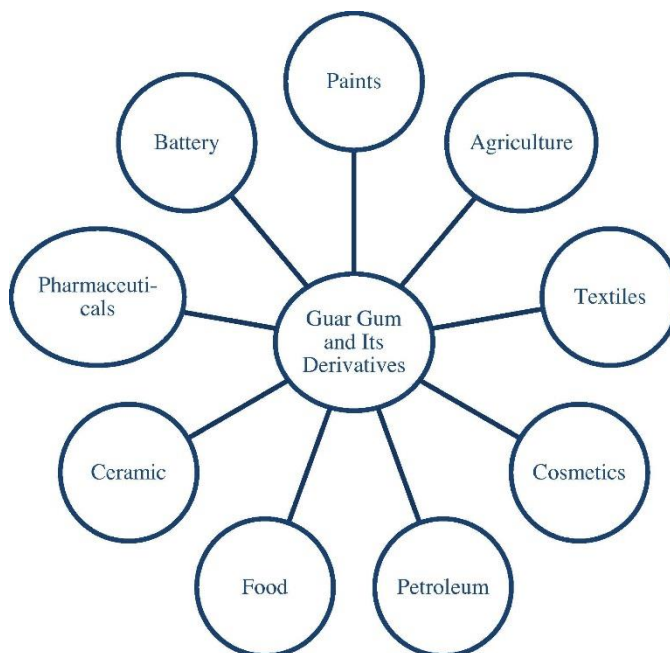 Paints
Battery
Agriculture
Pharmaceuti-
cals
Guar Gum
and Its
Derivatives
Textiles
Ceramic
Cosmetics
Food
Petroleum